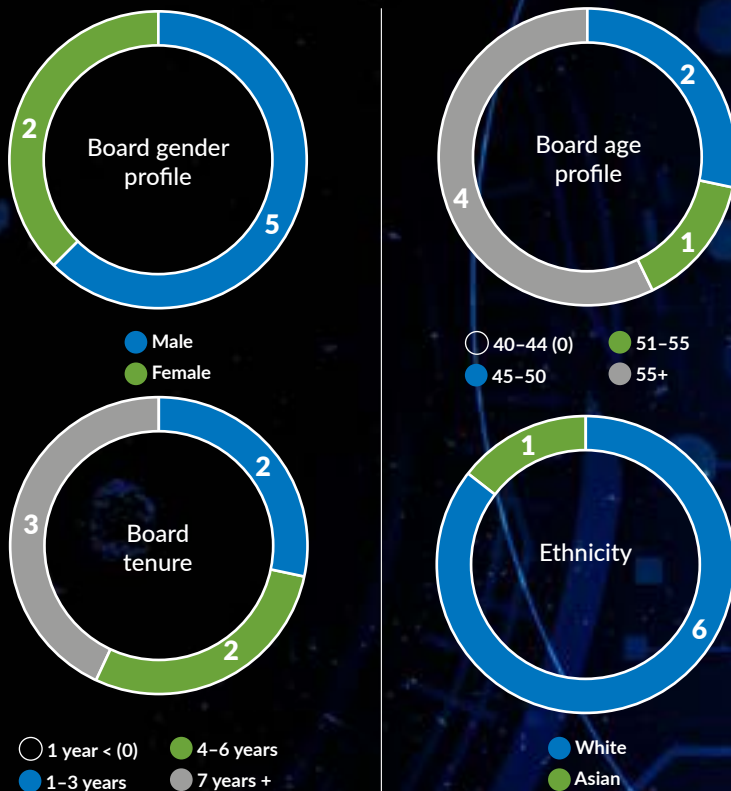 2
Board gender
profile
5
Male
Female
2
Board age
profile
4
1
40–44 (0)
51–55
45–50
55+
2
3
Board
tenure
2
1 year < (0)
4–6 years
1–3 years
7 years +
1
Ethnicity
6
White
Asian